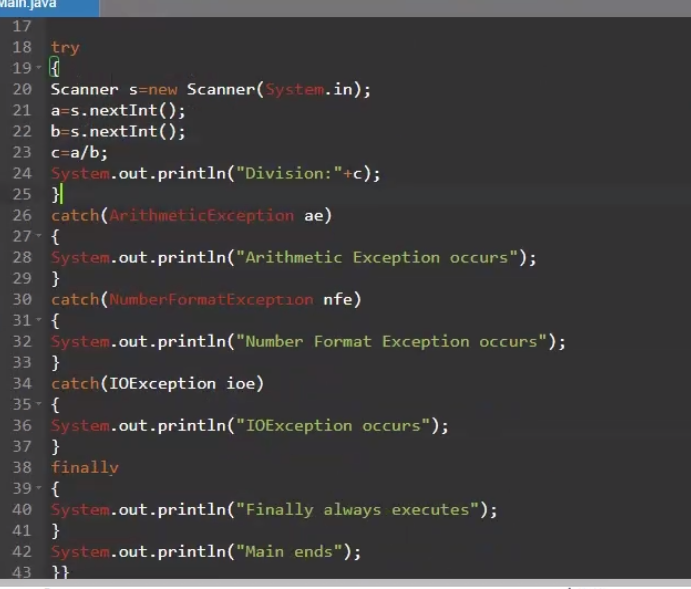 Main.java
17
18 try
19 {
20 Scanner s=new Scanner(System.in);
21 a=s.nextInt();
22 b=s.nextInt();
23 c=a/b;
24 System.out.println("Division:"+c);
25 }
26 catch(ArithmeticException ae)
27 {
28 System.out.println("Arithmetic Exception occurs");
29 }
30 catch(NumberFormatException nfe)
31 {
32 System.out.println("Number Format Exception occurs");
33 }
34 catch(IOException ioe)
35 {
36 System.out.println("IOException occurs");
37 }
38 finally
39 {
40 System.out.println("Finally always executes");
41 }
42 System.out.println("Main ends");
43 }}